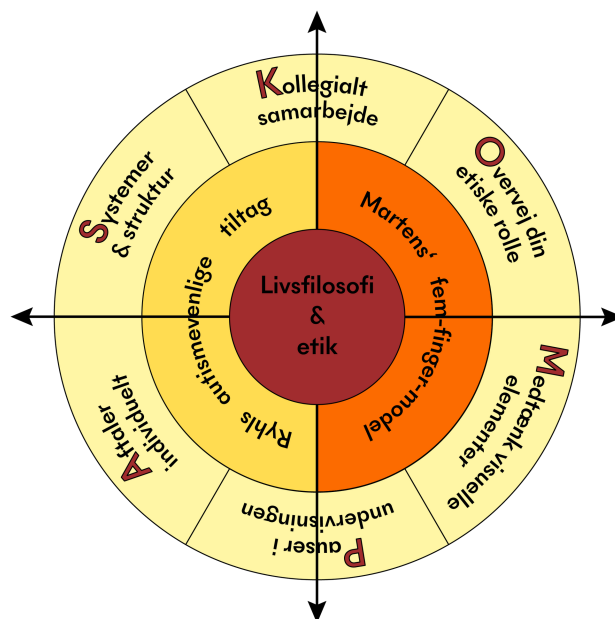 Kollegialt
samarbejde
Overvej din
etiske rolle
Medtænk visuelle
elementer
Pauser i
undervisningen
Aftaler
individuelt
Systemer
& struktur
Martens‘ fem-finger-model
Ryhls autismevenlige tiltag
Livsfilosofi
&
etik